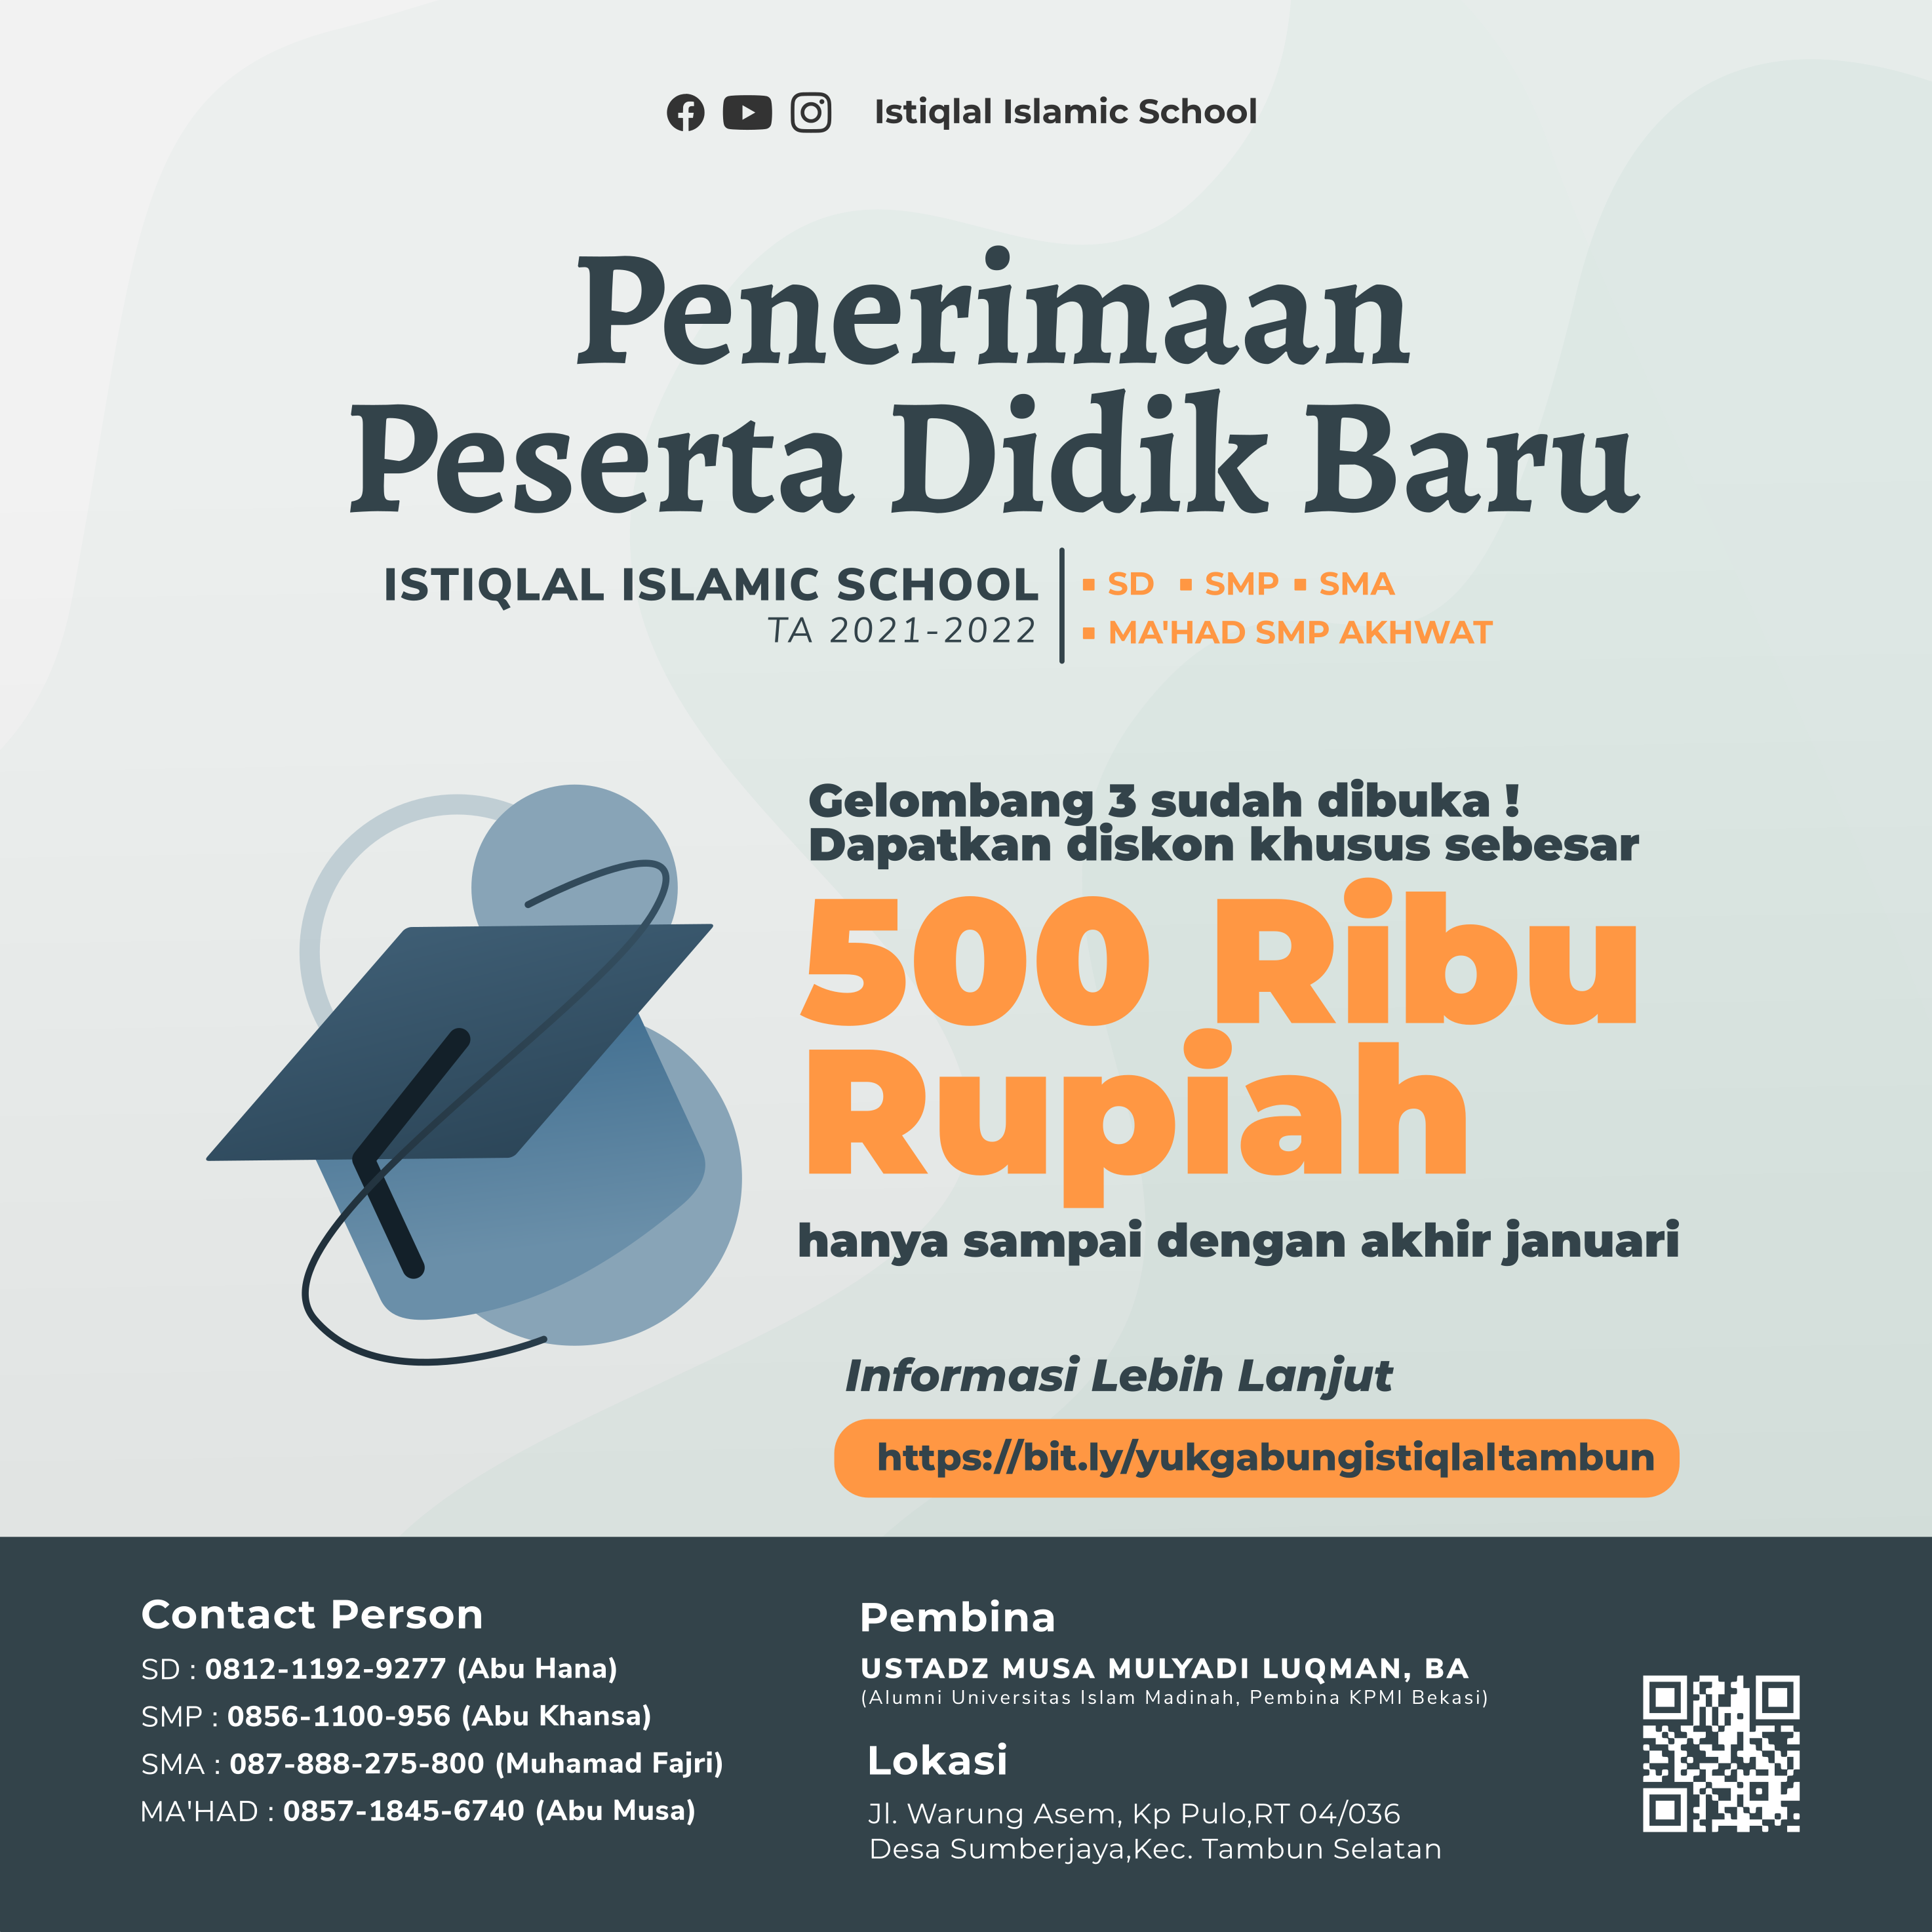 Istiqlal Islamic School
Penerimaan
Peserta Didik Baru
ISTIQLAL ISLAMIC SCHOOL
TA 2021-2022
▪ SD ▪ SMP ▪ SMA
▪ MA'HAD SMP AKHWAT
Gelombang 3 sudah dibuka !
Dapatkan diskon khusus sebesar
500 Ribu
Rupiah
hanya sampai dengan akhir januari
Informasi Lebih Lanjut
https://bit.ly/yukgabungistiqlaltambun
Contact Person
SD : 0812-1192-9277 (Abu Hana)
SMP : 0856-1100-956 (Abu Khansa)
SMA : 087-888-275-800 (Muhamad Fajri)
MA'HAD : 0857-1845-6740 (Abu Musa)
Pembina
USTADZ MUSA MULYADI LUQMAN, BA
(Alumni Universitas Islam Madinah, Pembina KPMI Bekasi)
Lokasi
Jl. Warung Asem, Kp Pulo,RT 04/036
Desa Sumberjaya,Kec. Tambun Selatan